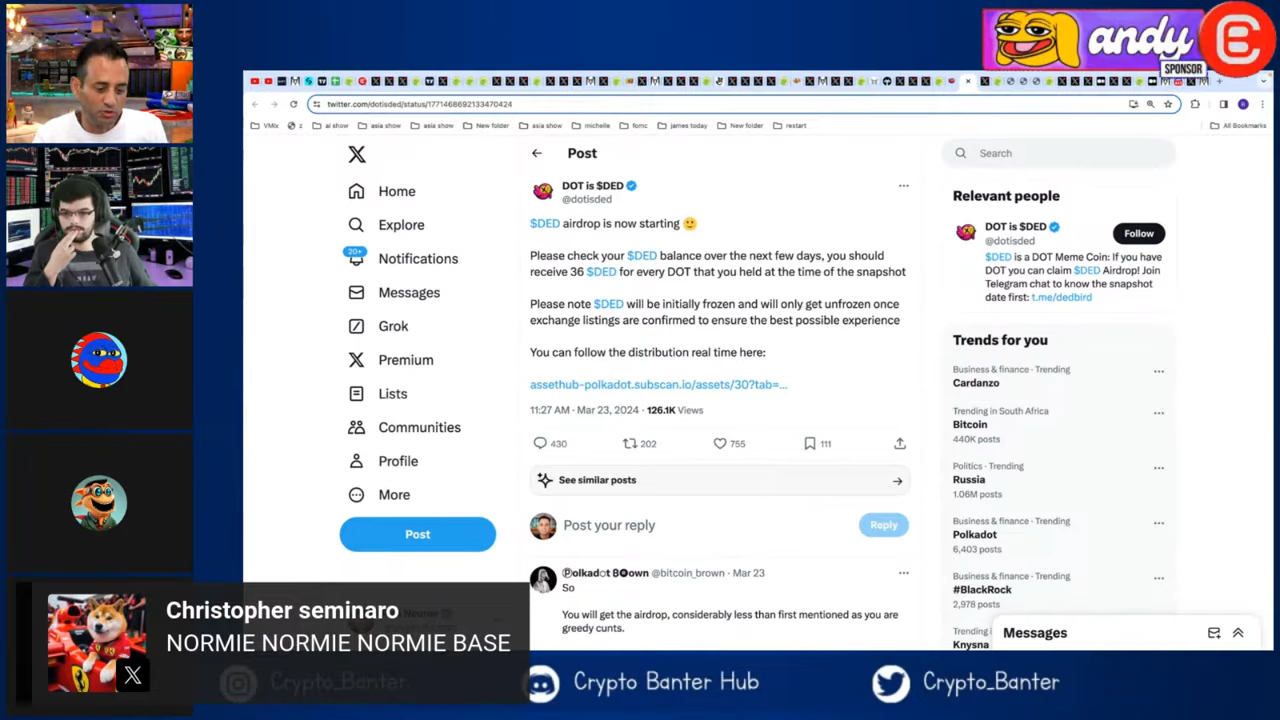 andy
SPONSOR
twitter.com/dotisded/status/1771468692133470424
VMix
z
ai show
asia show
asia show
New folder
asia show
michelle
fomc
james today
New folder
restart
All Bookmarks
Home
Explore
20+
Notifications
Messages
Grok
Premium
Lists
Communities
Profile
More
Post
Post
DOT is $DED
@dotisded
$DED airdrop is now starting 🙂
Please check your $DED balance over the next few days, you should
receive 36 $DED for every DOT that you held at the time of the snapshot
Please note $DED will be initially frozen and will only get unfrozen once
exchange listings are confirmed to ensure the best possible experience
You can follow the distribution real time here:
assethub-polkadot.subscan.io/assets/30?tab=...
11:27 AM · Mar 23, 2024 · 126.1K Views
430
202
755
111
See similar posts
Post your reply
Reply
Ⓟolkad⊙t B✪own @bitcoin_brown · Mar 23
So
You will get the airdrop, considerably less than first mentioned as you are
greedy cunts.
Search
Relevant people
DOT is $DED
@dotisded
Follow
$DED is a DOT Meme Coin: If you have
DOT you can claim $DED Airdrop! Join
Telegram chat to know the snapshot
date first: t.me/dedbird
Trends for you
Business & finance · Trending
Cardanzo
Trending in South Africa
Bitcoin
440K posts
Politics · Trending
Russia
1.06M posts
Business & finance · Trending
Polkadot
6,403 posts
Business & finance · Trending
#BlackRock
2,978 posts
Trending i
Knysna
Messages
Christopher seminaro
NORMIE NORMIE NORMIE BASE
Crypto_Banter
Crypto Banter Hub
Crypto_Banter